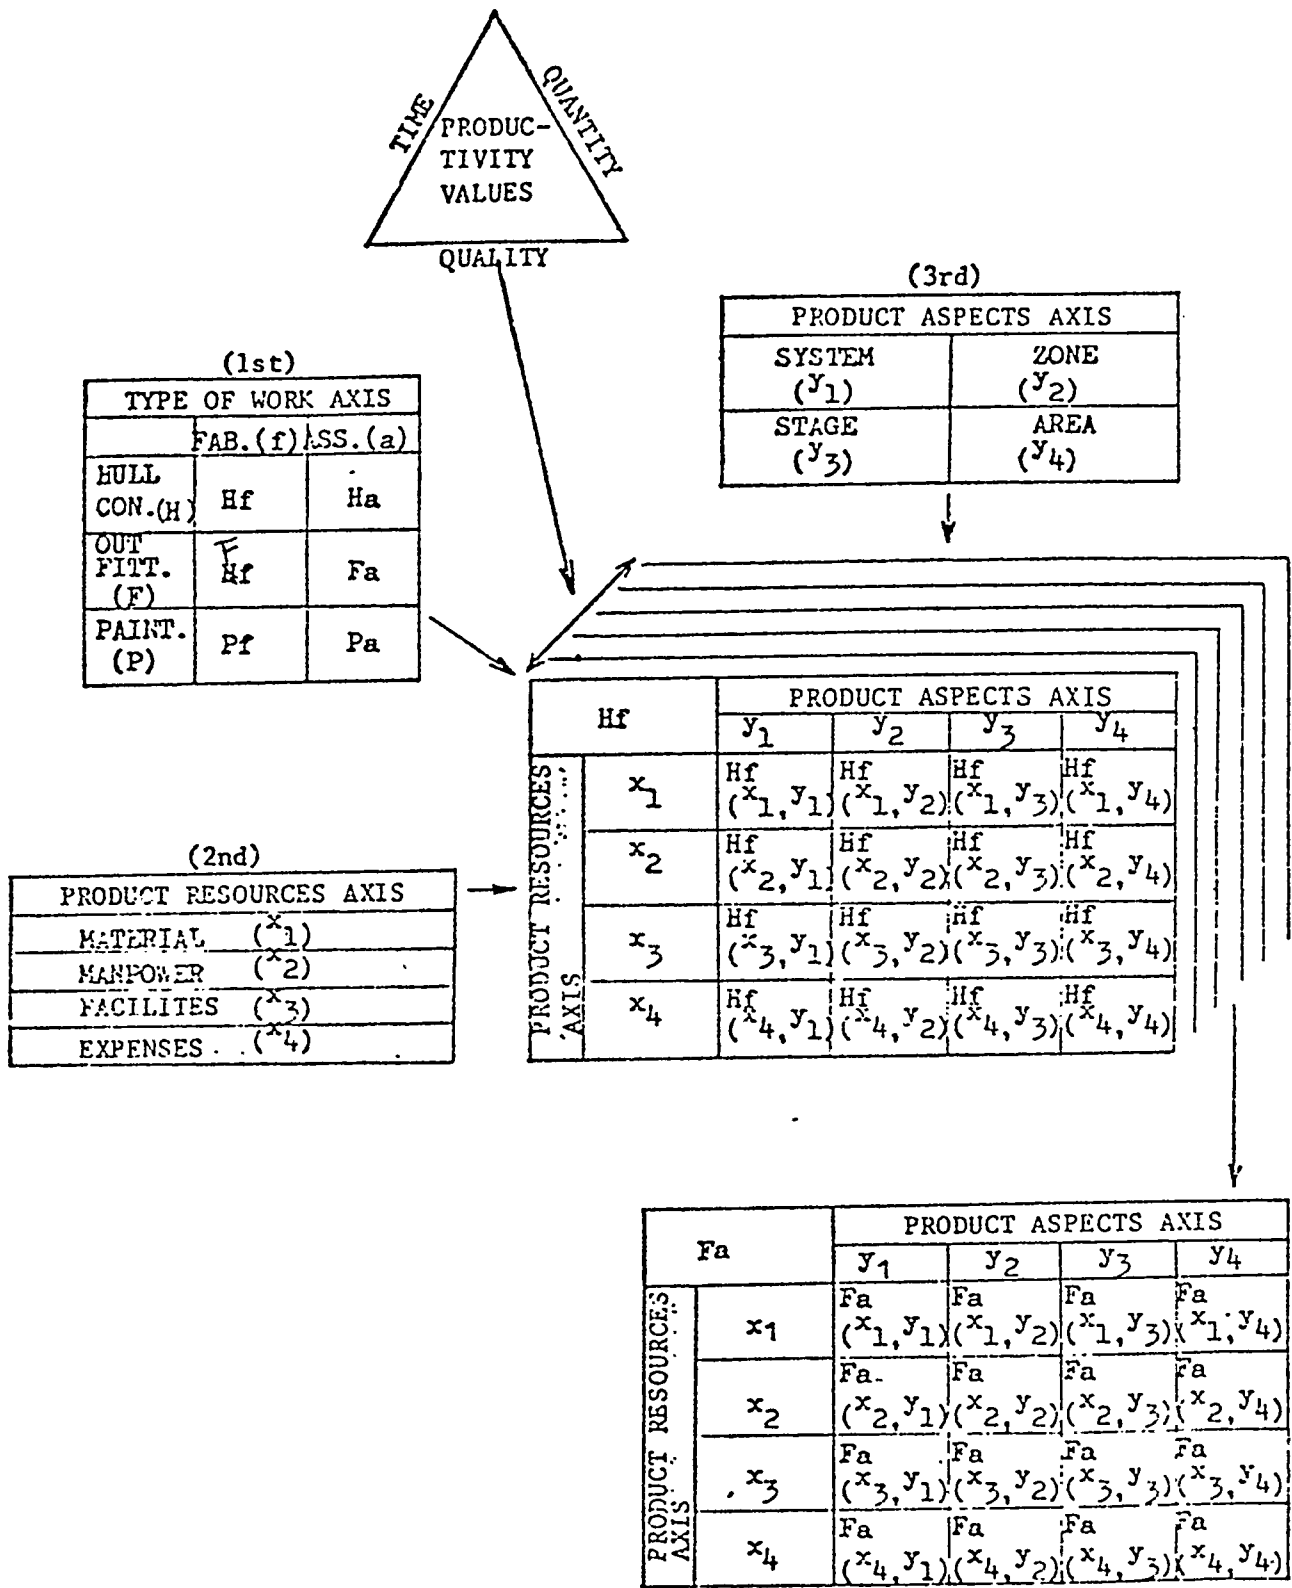 TIME
QUANTITY
PRODUC-
TIVITY
VALUES
QUALITY
(1st)
TYPE OF WORK AXIS
FAB.(f) ASS.(a)
HULL
CON.(H) Hf Ha
OUT
FITT.
(F) F Hf Fa
PAINT.
(P) Pf Pa
(3rd)
PRODUCT ASPECTS AXIS
SYSTEM ZONE
(y1) (y2)
STAGE AREA
(y3) (y4)
(2nd)
PRODUCT RESOURCES AXIS
MATERIAL (x1)
MANPOWER (x2)
FACILITES (x3)
EXPENSES (x4)
Hf
PRODUCT ASPECTS AXIS
y1 y2 y3 y4
PRODUCT RESOURCES
AXIS
x1
Hf Hf Hf Hf
(x1,y1) (x1,y2) (x1,y3) (x1,y4)
x2
Hf Hf Hf Hf
(x2,y1) (x2,y2) (x2,y3) (x2,y4)
x3
Hf Hf Hf Hf
(x3,y1) (x3,y2) (x3,y3) (x3,y4)
x4
Hf Hf Hf Hf
(x4,y1) (x4,y2) (x4,y3) (x4,y4)
Fa
PRODUCT ASPECTS AXIS
y1 y2 y3 y4
PRODUCT RESOURCES
AXIS
x1
Fa Fa Fa Fa
(x1,y1) (x1,y2) (x1,y3) (x1,y4)
x2
Fa Fa Fa Fa
(x2,y1) (x2,y2) (x2,y3) (x2,y4)
x3
Fa Fa Fa Fa
(x3,y1) (x3,y2) (x3,y3) (x3,y4)
x4
Fa Fa Fa Fa
(x4,y1) (x4,y2) (x4,y3) (x4,y4)